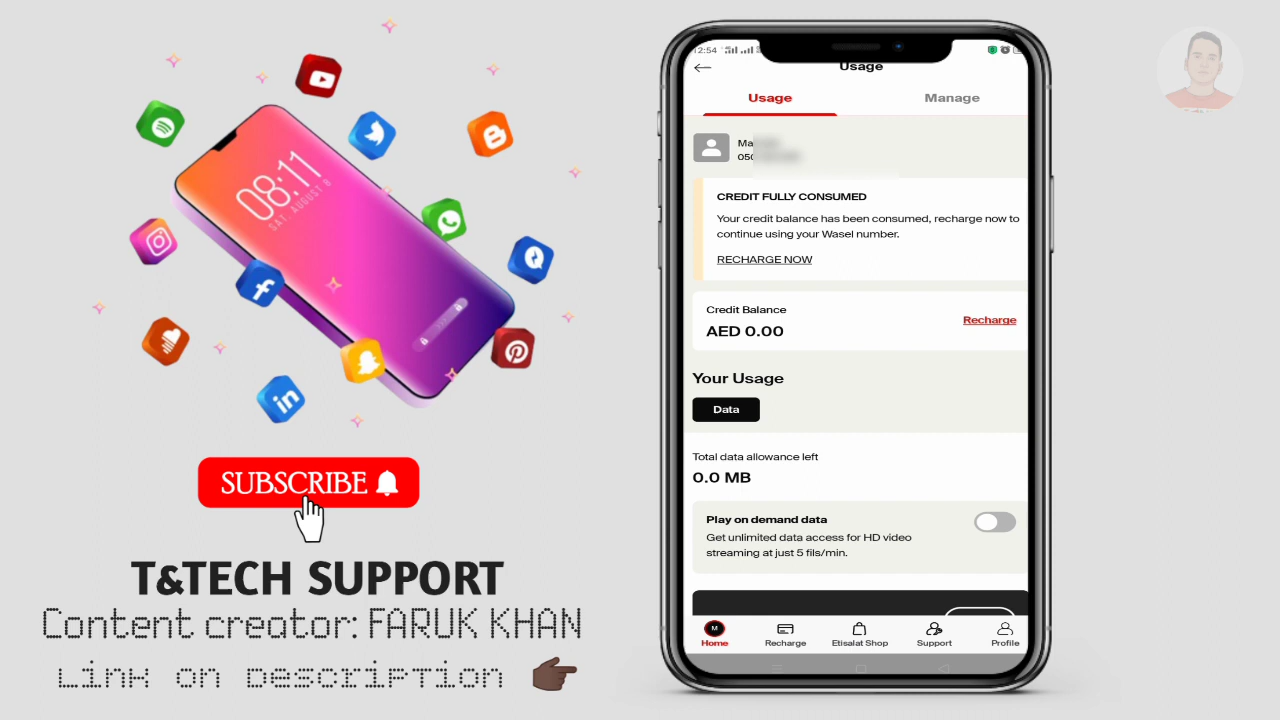 08:11
SAT, AUGUST 8
SUBSCRIBE
T&TECH SUPPORT
Content creator: FARUK KHAN
Link on Description
12:54
Usage
Usage
Manage
CREDIT FULLY CONSUMED
Your credit balance has been consumed, recharge now to
continue using your Wasel number.
RECHARGE NOW
Credit Balance
AED 0.00
Recharge
Your Usage
Data
Total data allowance left
0.0 MB
Play on demand data
Get unlimited data access for HD video
streaming at just 5 fils/min.
M
Home
Recharge
Etisalat Shop
Support
Profile